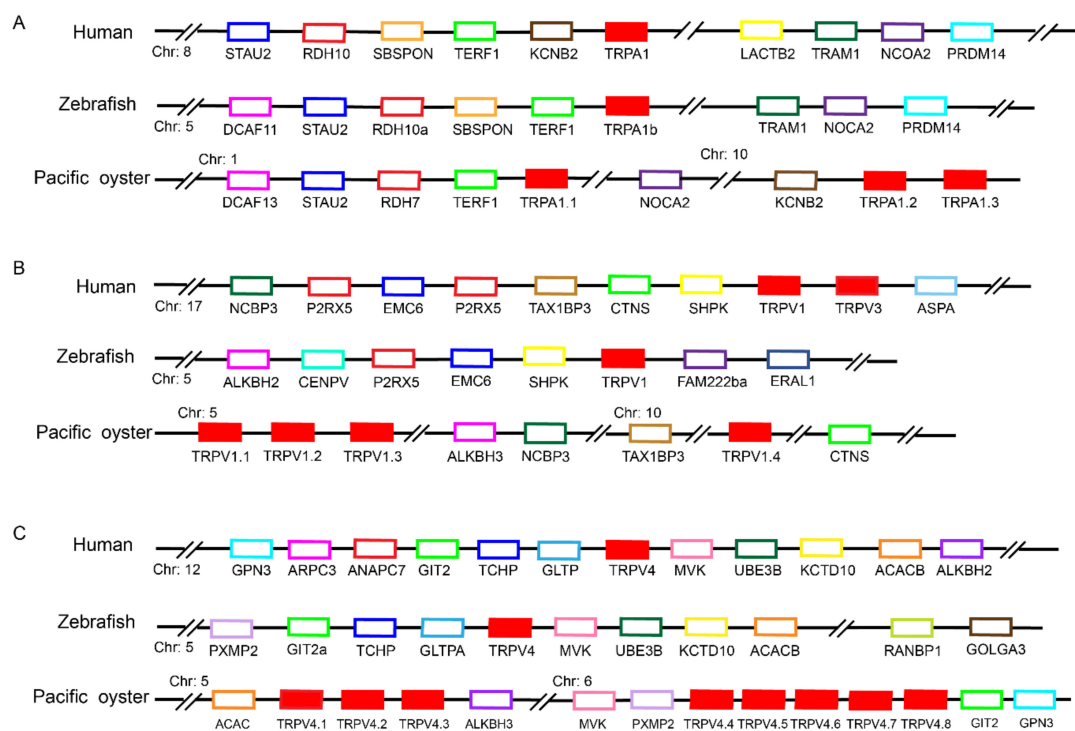 A
Human
Chr: 8
STAU2 RDH10 SBSPON TERF1 KCNB2 TRPA1 LACTB2 TRAM1 NCOA2 PRDM14
Zebrafish
Chr: 5
DCAF11 STAU2 RDH10a SBSPON TERF1 TRPA1b TRAM1 NOCA2 PRDM14
Chr: 1 Chr: 10
Pacific oyster
DCAF13 STAU2 RDH7 TERF1 TRPA1.1 NOCA2 KCNB2 TRPA1.2 TRPA1.3
B
Human
Chr: 17
NCBP3 P2RX5 EMC6 P2RX5 TAX1BP3 CTNS SHPK TRPV1 TRPV3 ASPA
Zebrafish
Chr: 5
ALKBH2 CENPV P2RX5 EMC6 SHPK TRPV1 FAM222ba ERAL1
Chr: 5 Chr: 10
Pacific oyster
TRPV1.1 TRPV1.2 TRPV1.3 ALKBH3 NCBP3 TAX1BP3 TRPV1.4 CTNS
C
Human
Chr: 12
GPN3 ARPC3 ANAPC7 GIT2 TCHP GLTP TRPV4 MVK UBE3B KCTD10 ACACB ALKBH2
Zebrafish
Chr: 5
PXMP2 GIT2a TCHP GLTPA TRPV4 MVK UBE3B KCTD10 ACACB RANBP1 GOLGA3
Chr: 5 Chr: 6
Pacific oyster
ACAC TRPV4.1 TRPV4.2 TRPV4.3 ALKBH3 MVK PXMP2 TRPV4.4 TRPV4.5 TRPV4.6 TRPV4.7 TRPV4.8 GIT2 GPN3